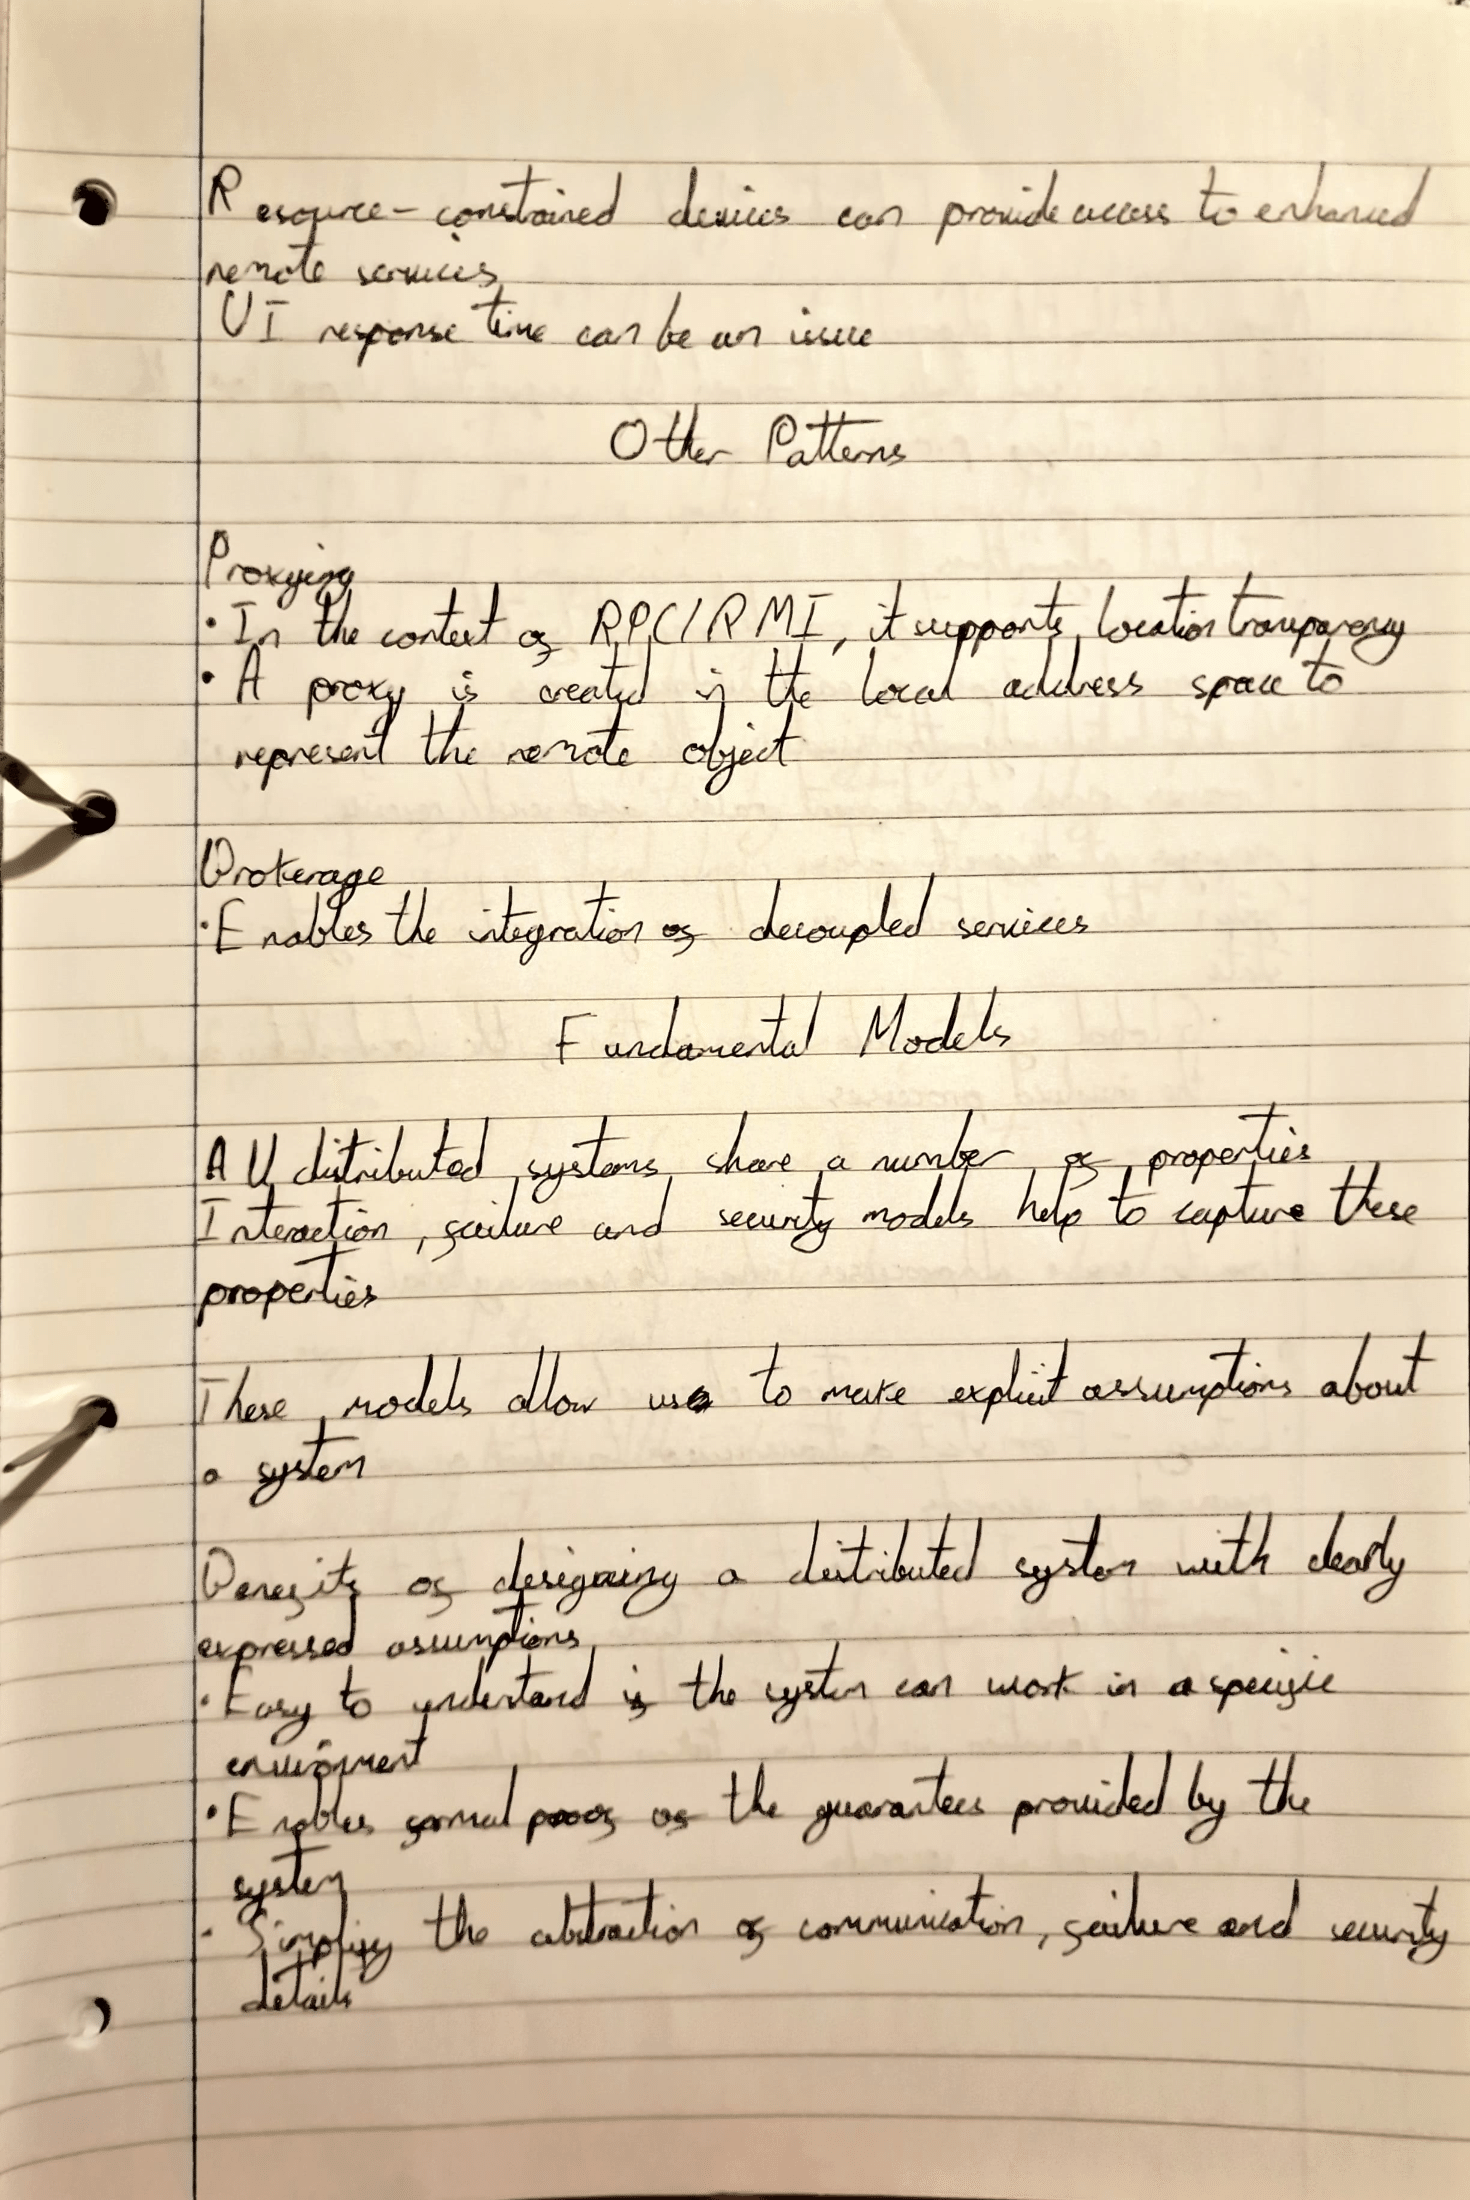 Resource-constrained devices can provide access to enhanced
remote services
UI response time can be an issue
Other Patterns
Proxying
• In the context of RPC/RMI, it supports location transparency
• A proxy is created in the local address space to
represent the remote object
Brokerage
• Enables the integration of decoupled services
Fundamental Models
All distributed systems share a number of properties
Interaction, failure and security models help to capture these
properties
These models allow us to make explicit assumptions about
a system
Benefits of designing a distributed system with clearly
expressed assumptions
• Easy to understand if the system can work in a specific
enviroment
• Enables formal proof of the guarantees provided by the
system
• Simplify the abstraction of communication, failure and security
details